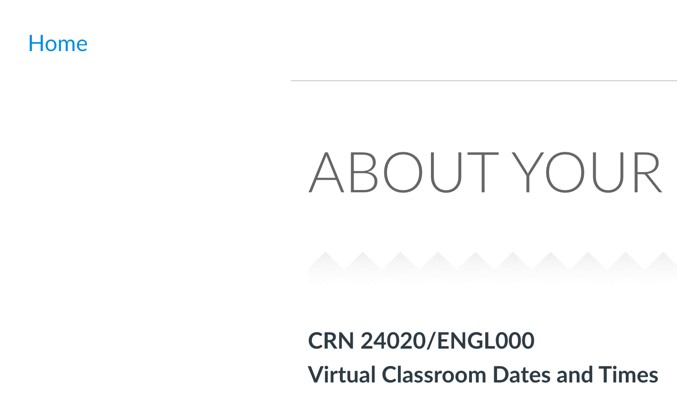 Home
ABOUT YOUR
CRN 24020/ENGL000
Virtual Classroom Dates and Times